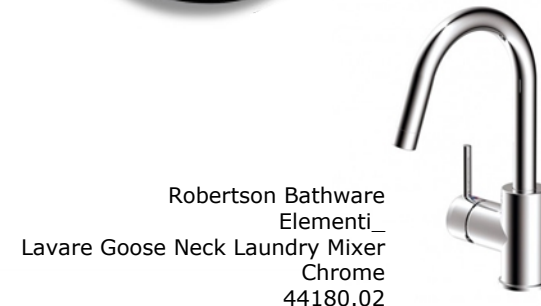 Robertson Bathware
Elementi_
Lavare Goose Neck Laundry Mixer
Chrome
44180.02